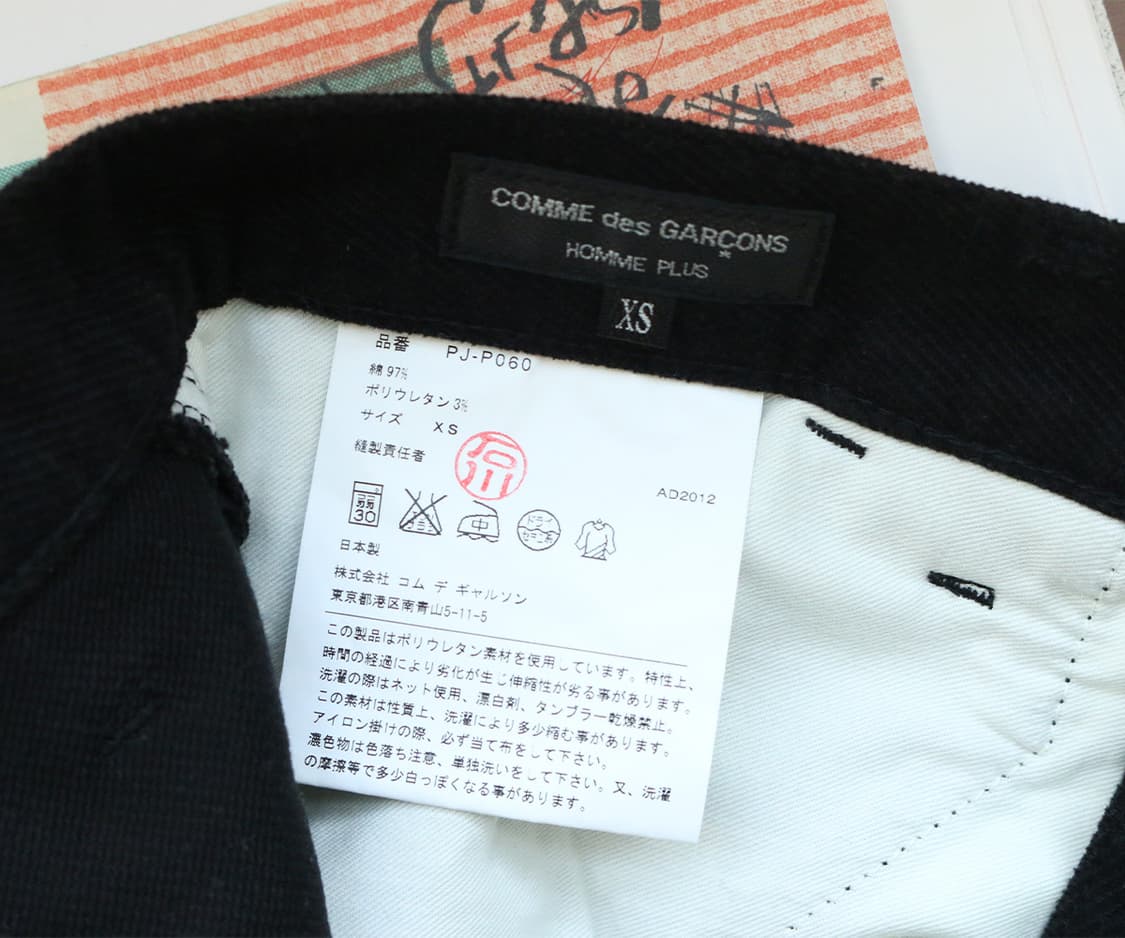 COMME des GARÇONS
HOMME PLUS
XS
品番 PJ-P060
綿 97%
ポリウレタン 3%
サイズ XS
縫製責任者 石川
AD2012
弱
30
中
ドライ
セキユ系
日本製
株式会社 コム デ ギャルソン
東京都港区南青山5-11-5
この製品はポリウレタン素材を使用しています。特性上、
時間の経過により劣化が生じ伸縮性が劣る事があります。
洗濯の際はネット使用、漂白剤、タンブラー乾燥禁止。
この素材は性質上、洗濯により多少縮む事があります。
アイロン掛けの際、必ず当て布をして下さい。
濃色物は色落ち注意、単独洗いをして下さい。又、洗濯
の摩擦等で多少白っぽくなる事があります。